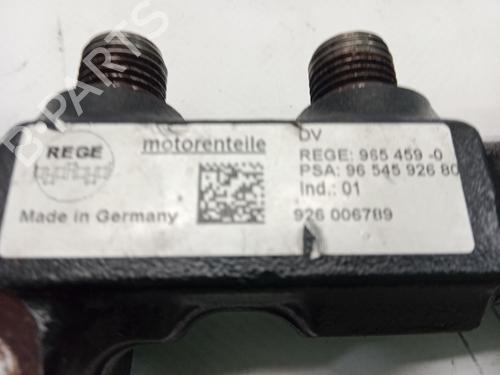 B-PARTS
REGE
motorenteile
DV
REGE: 965 459 -0
PSA: 96 545 926 80
Ind.: 01
Made in Germany
926 006789